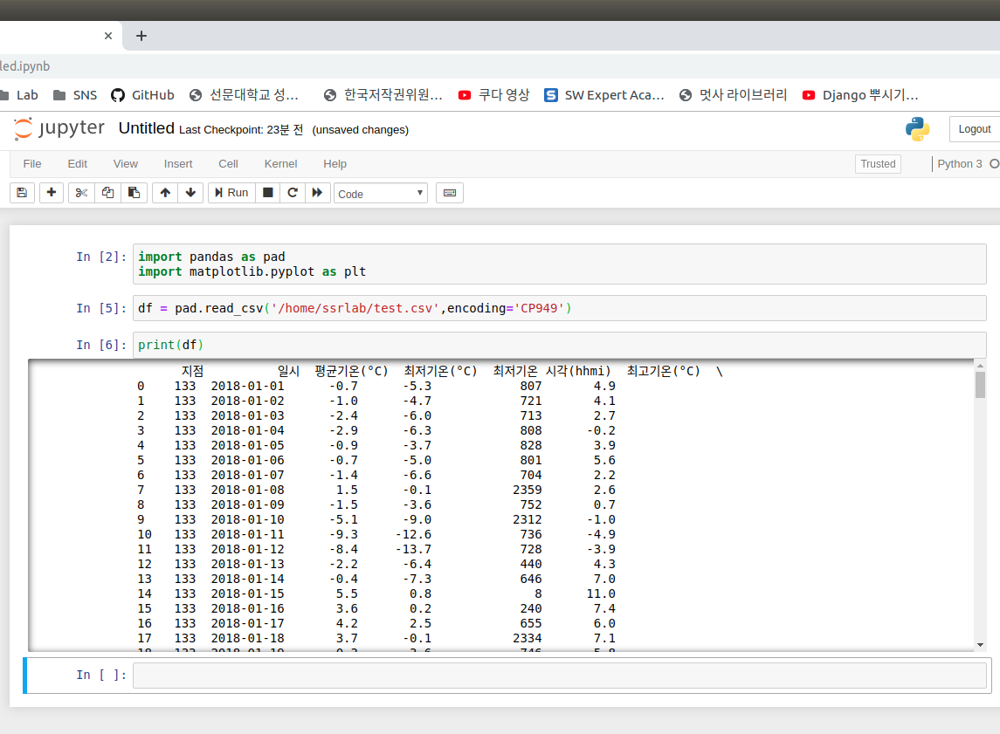 led.ipynb
Lab SNS GitHub 선문대학교 성... 한국저작권위원... 쿠다 영상 SW Expert Aca... 멋사 라이브러리 Django 뿌시기...
jupyter Untitled Last Checkpoint: 23분 전 (unsaved changes) Logout
File Edit View Insert Cell Kernel Help Trusted Python 3
Run Code
In [2]: import pandas as pad
import matplotlib.pyplot as plt
In [5]: df = pad.read_csv('/home/ssrlab/test.csv',encoding='CP949')
In [6]: print(df)
지점 일시 평균기온(°C) 최저기온(°C) 최저기온 시각(hhmi) 최고기온(°C) \
0 133 2018-01-01 -0.7 -5.3 807 4.9
1 133 2018-01-02 -1.0 -4.7 721 4.1
2 133 2018-01-03 -2.4 -6.0 713 2.7
3 133 2018-01-04 -2.9 -6.3 808 -0.2
4 133 2018-01-05 -0.9 -3.7 828 3.9
5 133 2018-01-06 -0.7 -5.0 801 5.6
6 133 2018-01-07 -1.4 -6.6 704 2.2
7 133 2018-01-08 1.5 -0.1 2359 2.6
8 133 2018-01-09 -1.5 -3.6 752 0.7
9 133 2018-01-10 -5.1 -9.0 2312 -1.0
10 133 2018-01-11 -9.3 -12.6 736 -4.9
11 133 2018-01-12 -8.4 -13.7 728 -3.9
12 133 2018-01-13 -2.2 -6.4 440 4.3
13 133 2018-01-14 -0.4 -7.3 646 7.0
14 133 2018-01-15 5.5 0.8 8 11.0
15 133 2018-01-16 3.6 0.2 240 7.4
16 133 2018-01-17 4.2 2.5 655 6.0
17 133 2018-01-18 3.7 -0.1 2334 7.1
In [ ]: